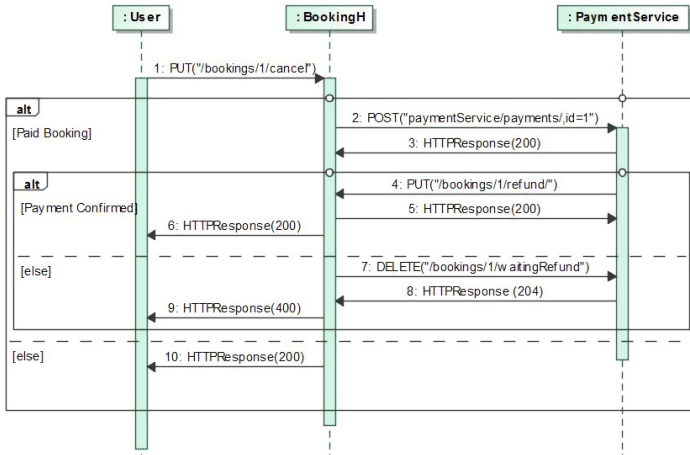 : User
: BookingH
: PaymentService
1: PUT("/bookings/1/cancel")
alt
[Paid Booking]
2: POST("paymentService/payments/,id=1")
3: HTTPResponse(200)
alt
[Payment Confirmed]
4: PUT("/bookings/1/refund/")
5: HTTPResponse(200)
6: HTTPResponse(200)
[else]
7: DELETE("/bookings/1/waitingRefund")
8: HTTPResponse (204)
9: HTTPResponse(400)
[else]
10: HTTPResponse(200)